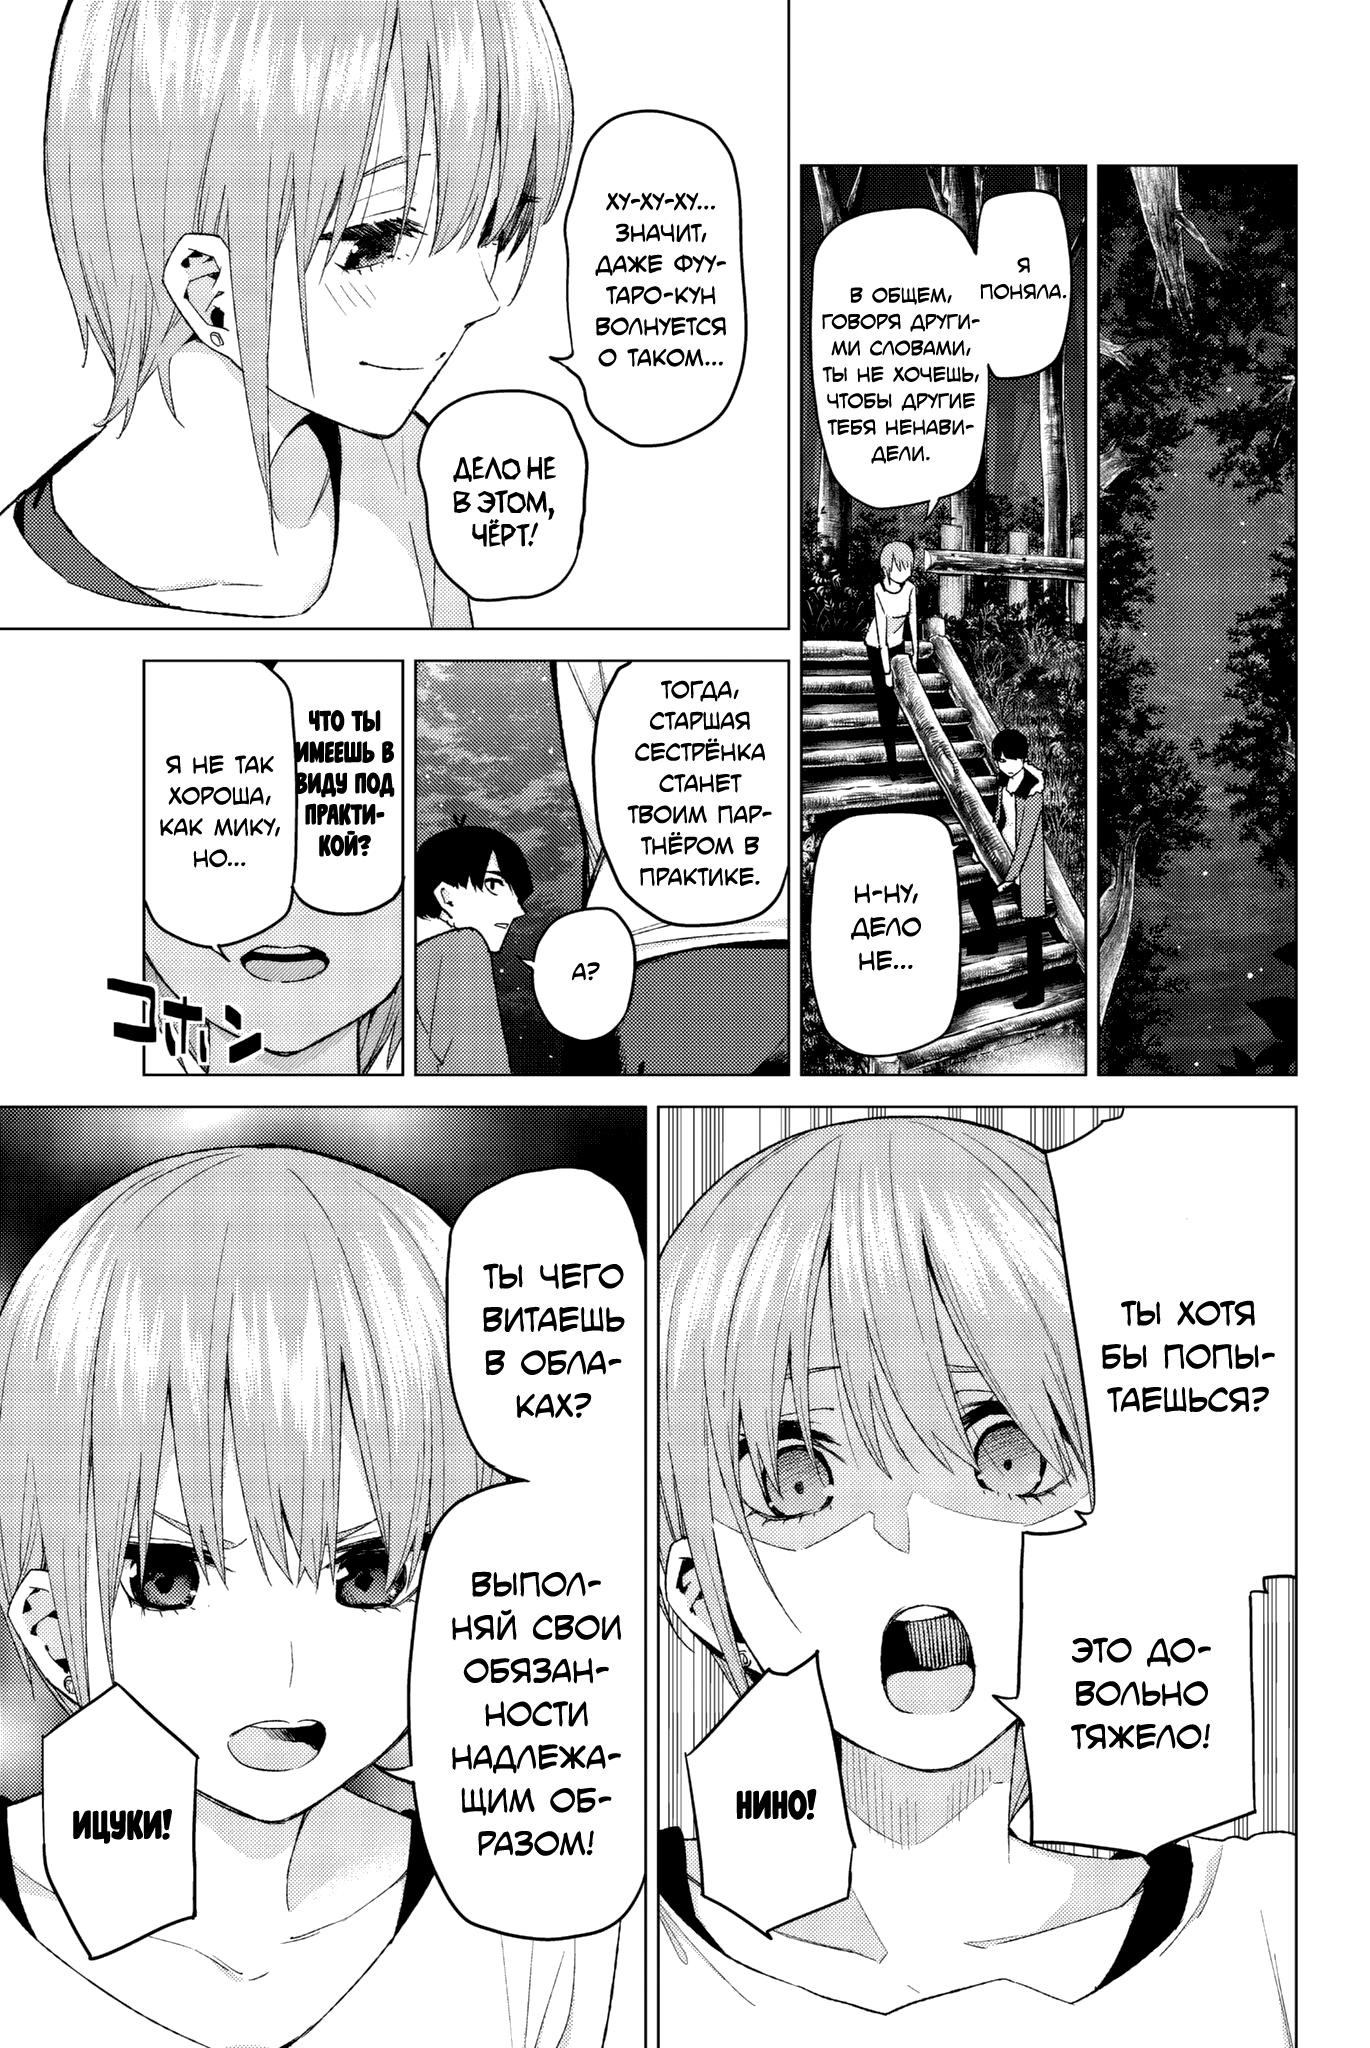 Я
ПОНЯЛА.
В ОБЩЕМ,
ГОВОРЯ ДРУГИ-
МИ СЛОВАМИ,
ТЫ НЕ ХОЧЕШЬ,
ЧТОБЫ ДРУГИЕ
ТЕБЯ НЕНАВИ-
ДЕЛИ.
Н-НУ,
ДЕЛО
НЕ...
ХУ-ХУ-ХУ...
ЗНАЧИТ,
ДАЖЕ ФУУ-
ТАРО-КУН
ВОЛНУЕТСЯ
О ТАКОМ...
ДЕЛО НЕ
В ЭТОМ,
ЧЁРТ!
ТОГДА,
СТАРШАЯ
СЕСТРЁНКА
СТАНЕТ
ТВОИМ ПАР-
ТНЁРОМ В
ПРАКТИКЕ.
А?
ЧТО ТЫ
ИМЕЕШЬ В
ВИДУ ПОД
ПРАКТИ-
КОЙ?
Я НЕ ТАК
ХОРОША,
КАК МИКУ,
НО...
コホン
ТЫ ХОТЯ
БЫ ПОПЫ-
ТАЕШЬСЯ?
ЭТО ДО-
ВОЛЬНО
ТЯЖЕЛО!
НИНО!
ТЫ ЧЕГО
ВИТАЕШЬ
В ОБЛА-
КАХ?
ВЫПОЛ-
НЯЙ СВОИ
ОБЯЗАН-
НОСТИ
НАДЛЕЖА-
ЩИМ ОБ-
РАЗОМ!
ИЦУКИ!